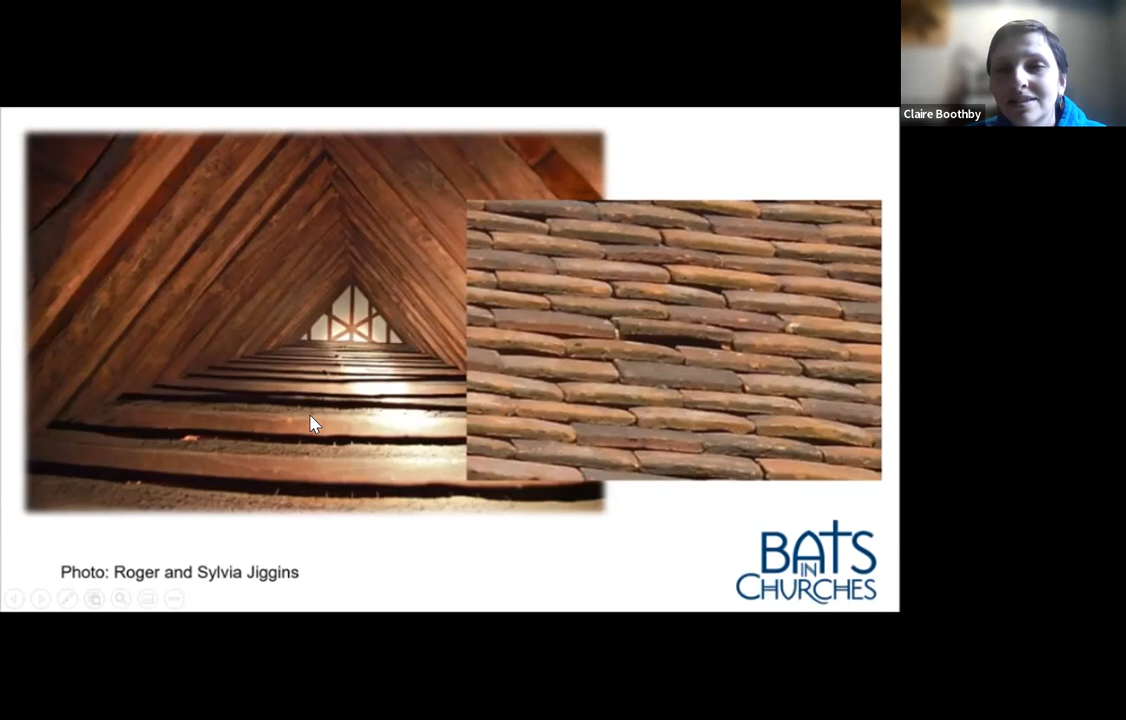 Claire Boothby
Photo: Roger and Sylvia Jiggins
BATS
IN
CHURCHES